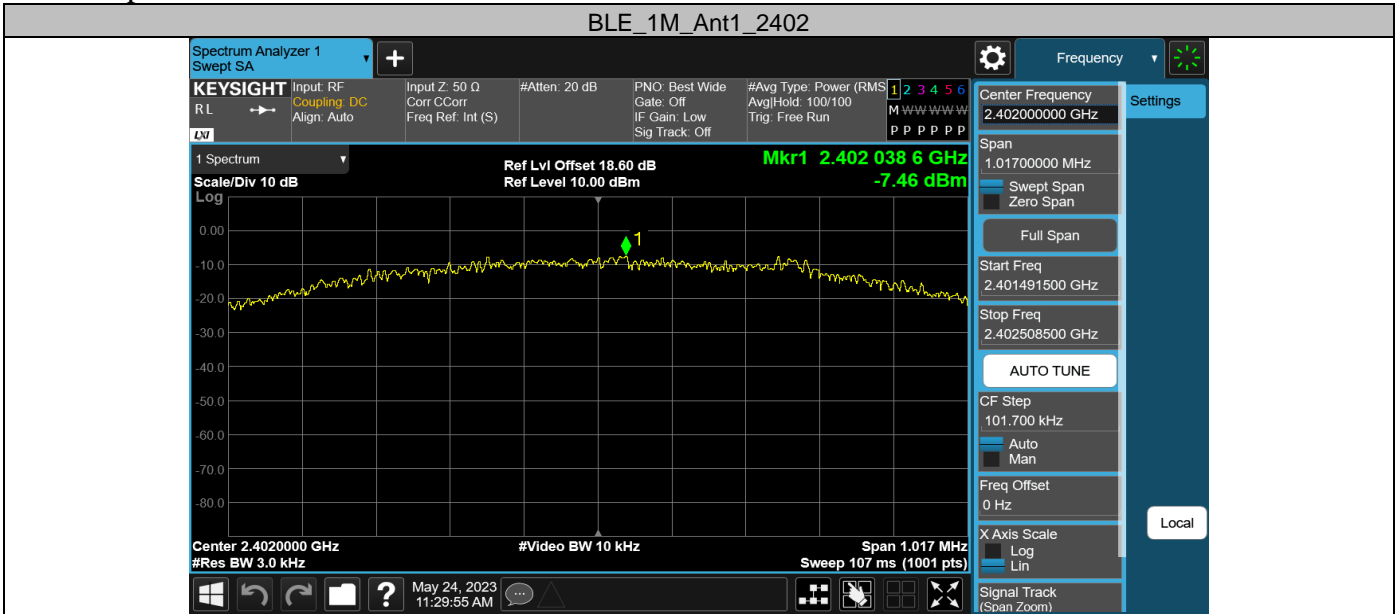 BLE_1M_Ant1_2402
Spectrum Analyzer 1
Swept SA
Frequency
KEYSIGHT
RL
LXI
Input: RF
Coupling: DC
Align: Auto
Input Z: 50 Ω
Corr CCorr
Freq Ref: Int (S)
#Atten: 20 dB
PNO: Best Wide
Gate: Off
IF Gain: Low
Sig Track: Off
#Avg Type: Power (RMS
Avg|Hold: 100/100
Trig: Free Run
1 2 3 4 5 6
M W W W W W
P P P P P P
1 Spectrum
Scale/Div 10 dB
Log
Ref Lvl Offset 18.60 dB
Ref Level 10.00 dBm
Mkr1 2.402 038 6 GHz
-7.46 dBm
1
0.00
-10.0
-20.0
-30.0
-40.0
-50.0
-60.0
-70.0
-80.0
Center 2.4020000 GHz
#Res BW 3.0 kHz
#Video BW 10 kHz
Span 1.017 MHz
Sweep 107 ms (1001 pts)
Center Frequency
2.402000000 GHz
Settings
Span
1.01700000 MHz
Swept Span
Zero Span
Full Span
Start Freq
2.401491500 GHz
Stop Freq
2.402508500 GHz
AUTO TUNE
CF Step
101.700 kHz
Auto
Man
Freq Offset
0 Hz
X Axis Scale
Log
Lin
Local
Signal Track
(Span Zoom)
?
May 24, 2023
11:29:55 AM